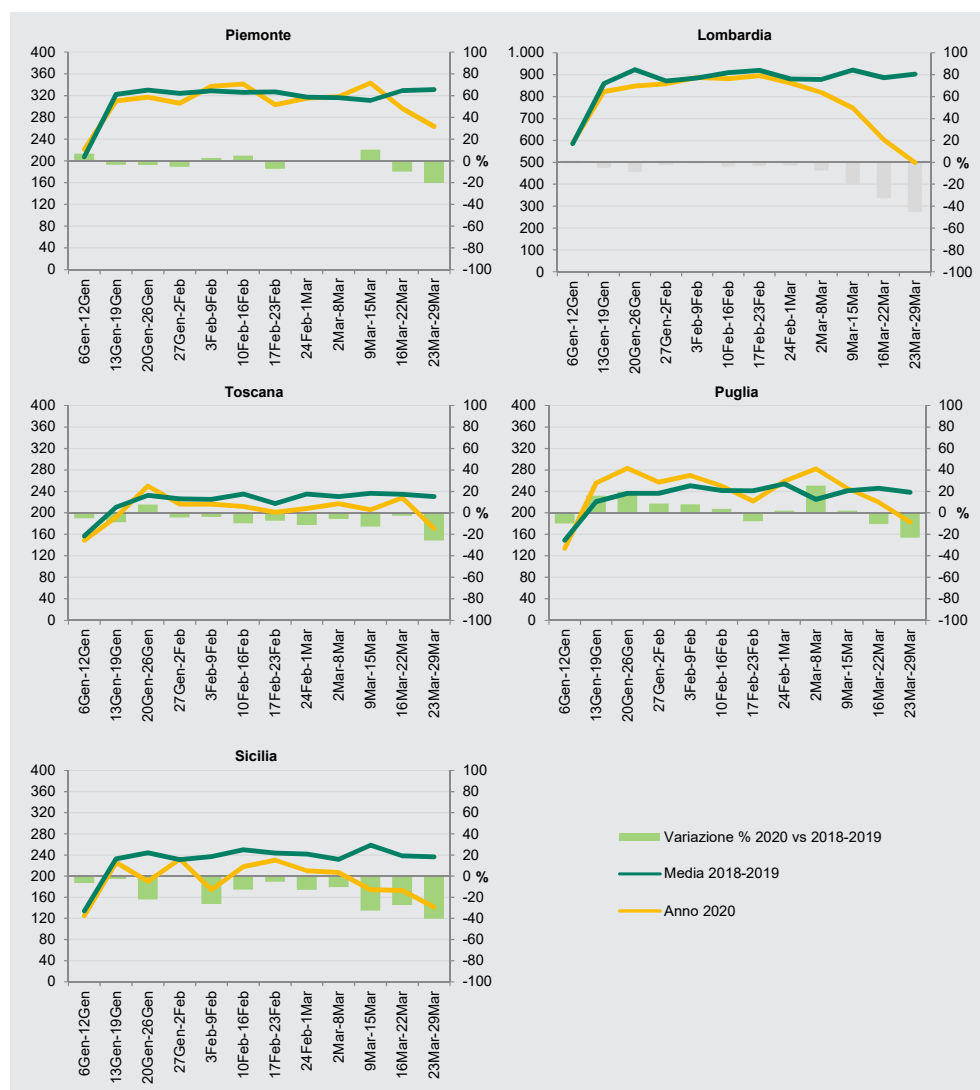 Piemonte
400
360
320
280
240
200
160
120
80
40
0
100
80
60
40
20
0 %
-20
-40
-60
-80
-100
6Gen-12Gen
13Gen-19Gen
20Gen-26Gen
27Gen-2Feb
3Feb-9Feb
10Feb-16Feb
17Feb-23Feb
24Feb-1Mar
2Mar-8Mar
9Mar-15Mar
16Mar-22Mar
23Mar-29Mar
Lombardia
1.000
900
800
700
600
500
400
300
200
100
0
100
80
60
40
20
0 %
-20
-40
-60
-80
-100
6Gen-12Gen
13Gen-19Gen
20Gen-26Gen
27Gen-2Feb
3Feb-9Feb
10Feb-16Feb
17Feb-23Feb
24Feb-1Mar
2Mar-8Mar
9Mar-15Mar
16Mar-22Mar
23Mar-29Mar
Toscana
400
360
320
280
240
200
160
120
80
40
0
100
80
60
40
20
0 %
-20
-40
-60
-80
-100
6Gen-12Gen
13Gen-19Gen
20Gen-26Gen
27Gen-2Feb
3Feb-9Feb
10Feb-16Feb
17Feb-23Feb
24Feb-1Mar
2Mar-8Mar
9Mar-15Mar
16Mar-22Mar
23Mar-29Mar
Puglia
400
360
320
280
240
200
160
120
80
40
0
100
80
60
40
20
0 %
-20
-40
-60
-80
-100
6Gen-12Gen
13Gen-19Gen
20Gen-26Gen
27Gen-2Feb
3Feb-9Feb
10Feb-16Feb
17Feb-23Feb
24Feb-1Mar
2Mar-8Mar
9Mar-15Mar
16Mar-22Mar
23Mar-29Mar
Sicilia
400
360
320
280
240
200
160
120
80
40
0
100
80
60
40
20
0 %
-20
-40
-60
-80
-100
6Gen-12Gen
13Gen-19Gen
20Gen-26Gen
27Gen-2Feb
3Feb-9Feb
10Feb-16Feb
17Feb-23Feb
24Feb-1Mar
2Mar-8Mar
9Mar-15Mar
16Mar-22Mar
23Mar-29Mar
Variazione % 2020 vs 2018-2019
Media 2018-2019
Anno 2020